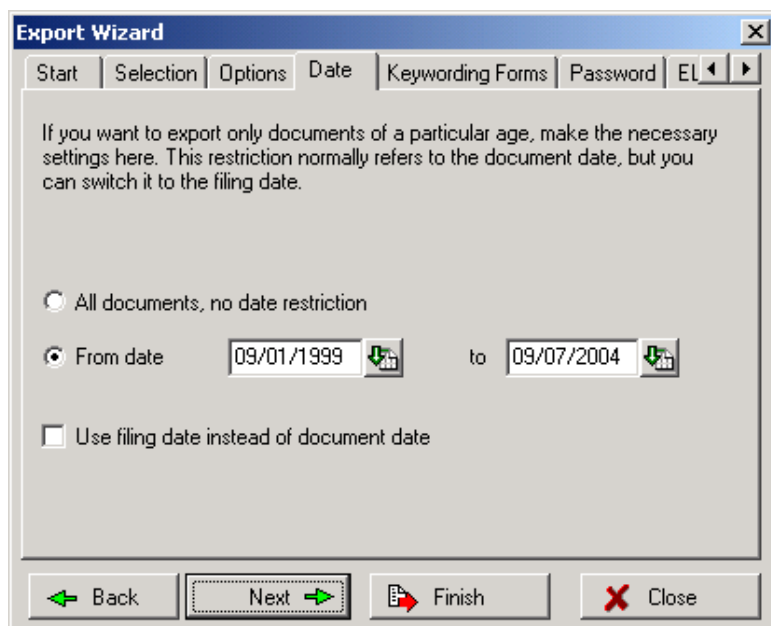 Export Wizard
Start Selection Options Date Keywording Forms Password EL
If you want to export only documents of a particular age, make the necessary
settings here. This restriction normally refers to the document date, but you
can switch it to the filing date.
All documents, no date restriction
From date 09/01/1999 to 09/07/2004
Use filing date instead of document date
Back Next Finish Close